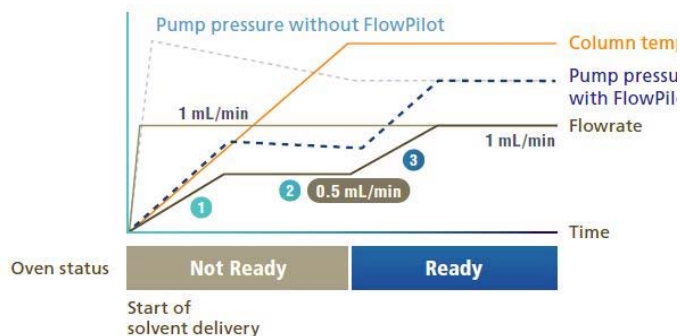 Pump pressure without FlowPilot
Column temp
Pump pressu
with FlowPil
1 mL/min
Flowrate
1 mL/min
3
2
0.5 mL/min
1
Time
Oven status
Not Ready
Ready
Start of
solvent delivery